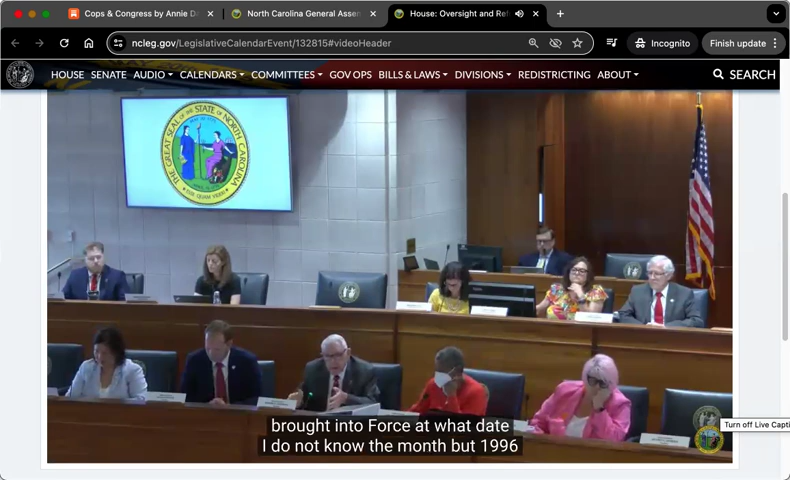 Cops & Congress by Annie D
North Carolina General Assem
House: Oversight and Ref
ncleg.gov/LegislativeCalendarEvent/132815#videoHeader
Incognito
Finish update
HOUSE SENATE AUDIO CALENDARS COMMITTEES GOV OPS BILLS & LAWS DIVISIONS REDISTRICTING ABOUT SEARCH
THE GREAT SEAL OF THE STATE OF NORTH CAROLINA
ESSE QUAM VIDERI
brought into Force at what date
I do not know the month but 1996
Turn off Live Capti